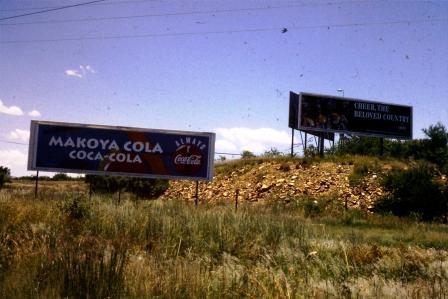 MAKOYA COLA
COCA-COLA
ALWAYS
Coca-Cola
CHEER, THE
BELOVED COUNTRY